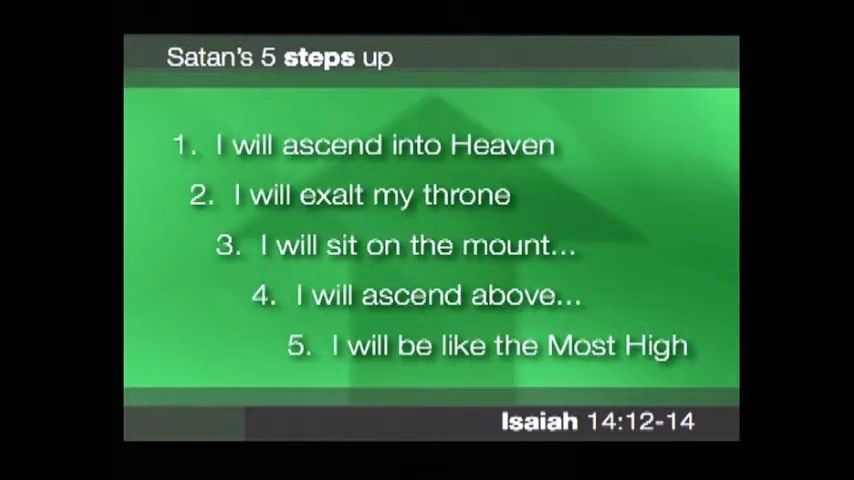 Satan's 5 steps up
1. I will ascend into Heaven
2. I will exalt my throne
3. I will sit on the mount...
4. I will ascend above...
5. I will be like the Most High
Isaiah 14:12-14